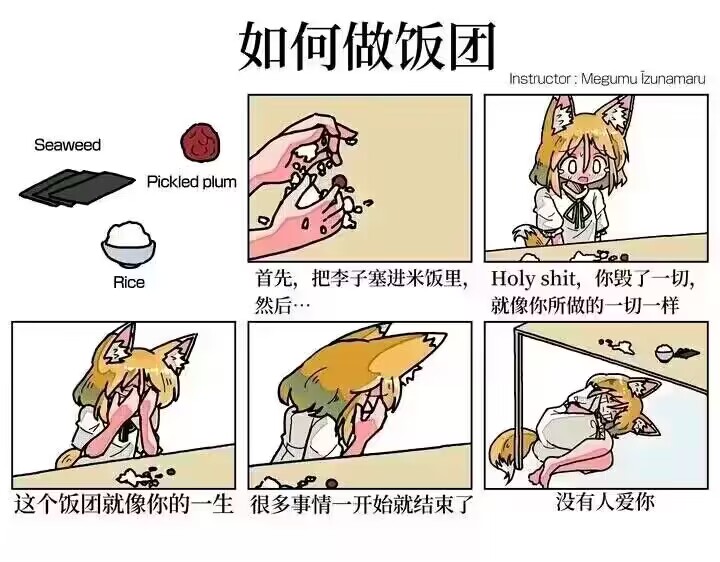 如何做饭团
Instructor : Megumu Īzunamaru
Seaweed
Pickled plum
Rice
首先，把李子塞进米饭里，
然后…
Holy shit，你毁了一切，
就像你所做的一切一样
这个饭团就像你的一生
很多事情一开始就结束了
没有人爱你